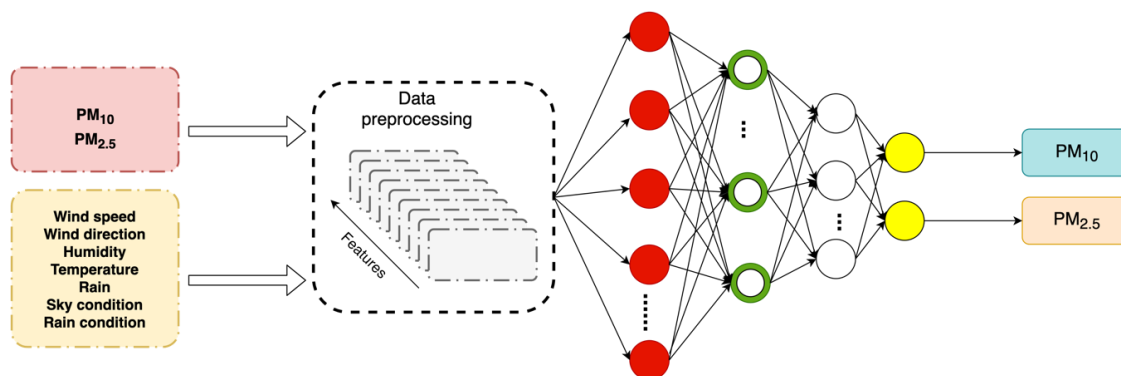 PM₁₀
PM₂.₅
Wind speed
Wind direction
Humidity
Temperature
Rain
Sky condition
Rain condition
Data
preprocessing
Features
PM₁₀
PM₂.₅